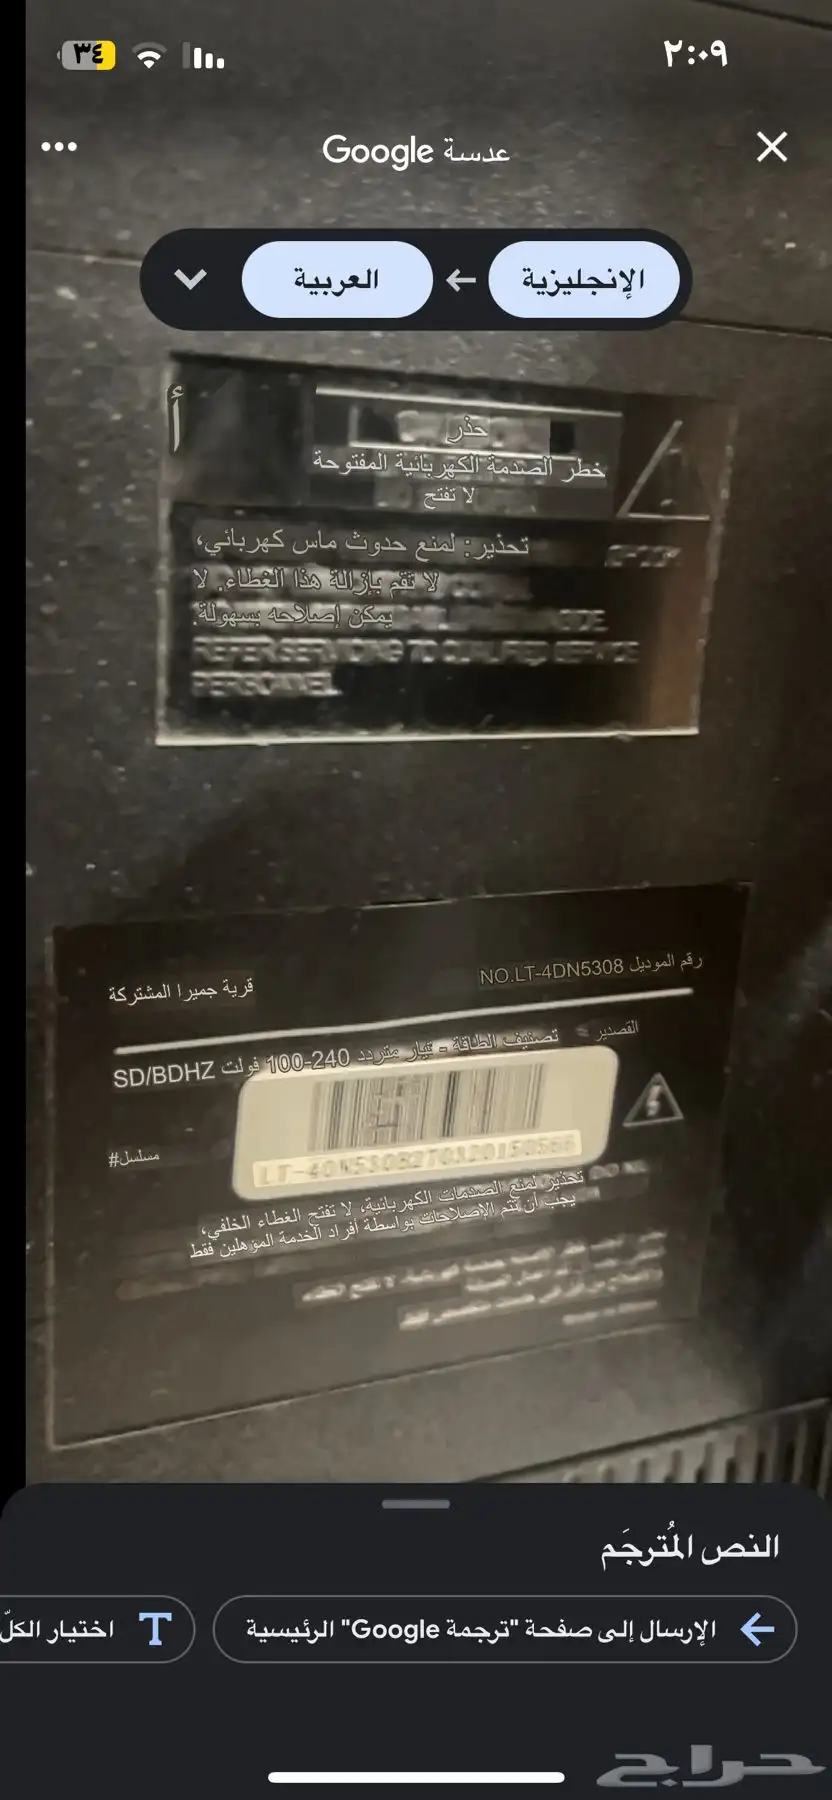 ٢:٠٩
٣٤
عدسة Google
الإنجليزية
العربية
أ
حذر
خطر الصدمة الكهربائية المفتوحة
لا تفتح
تحذير: لمنع حدوث ماس كهربائي،
لا تقم بإزالة هذا الغطاء. لا
يمكن إصلاحه بسهولة.
REFER SERVICING TO QUALIFIED SERVICE
PERSONNEL
رقم الموديل NO.LT-4DN5308
قرية جميرا المشتركة
القدير = تصنيف الطاقة - تيار متردد 240-100 فولت SD/BDHZ
مسلسل#
تحذير لمنع الصدمات الكهربائية، لا تفتح الغطاء الخلفي،
يجب أن تتم الإصلاحات بواسطة أفراد الخدمة المؤهلين فقط
النص المُترجَم
الإرسال إلى صفحة "ترجمة Google" الرئيسية
اختيار الكلّ
حراج